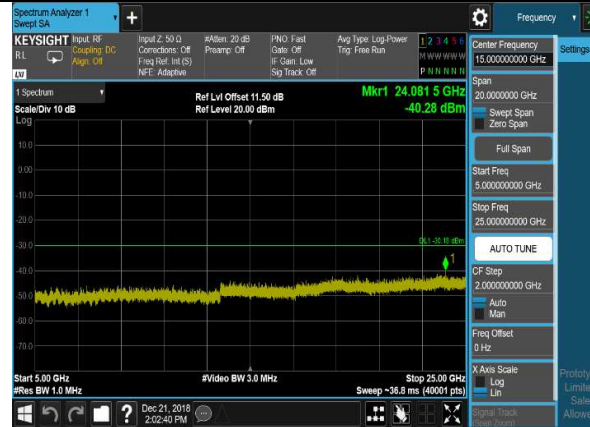 Spectrum Analyzer 1
Swept SA
+
Frequency
KEYSIGHT
RL
LXI
Input: RF
Coupling: DC
Align: Off
Input Z: 50 Ω
Corrections: Off
Freq Ref: Int (S)
NFE: Adaptive
#Atten: 20 dB
Preamp: Off
PNO: Fast
Gate: Off
IF Gain: Low
Sig Track: Off
Avg Type: Log-Power
Trig: Free Run
1 2 3 4 5 6
M W W W W W
P N N N N N
1 Spectrum
Scale/Div 10 dB
Log
Ref Lvl Offset 11.50 dB
Ref Level 20.00 dBm
Mkr1 24.081 5 GHz
-40.28 dBm
10.0
0.00
-10.0
-20.0
-30.0
-40.0
-50.0
-60.0
-70.0
1
Start 5.00 GHz
#Res BW 1.0 MHz
#Video BW 3.0 MHz
Stop 25.00 GHz
Sweep ~36.8 ms (40001 pts)
?
Dec 21, 2018
2:02:40 PM
Center Frequency
15.000000000 GHz
Settings
Span
20.0000000 GHz
Swept Span
Zero Span
Full Span
Start Freq
5.000000000 GHz
Stop Freq
25.000000000 GHz
AUTO TUNE
CF Step
2.000000000 GHz
Auto
Man
Freq Offset
0 Hz
X Axis Scale
Log
Lin
Signal Track